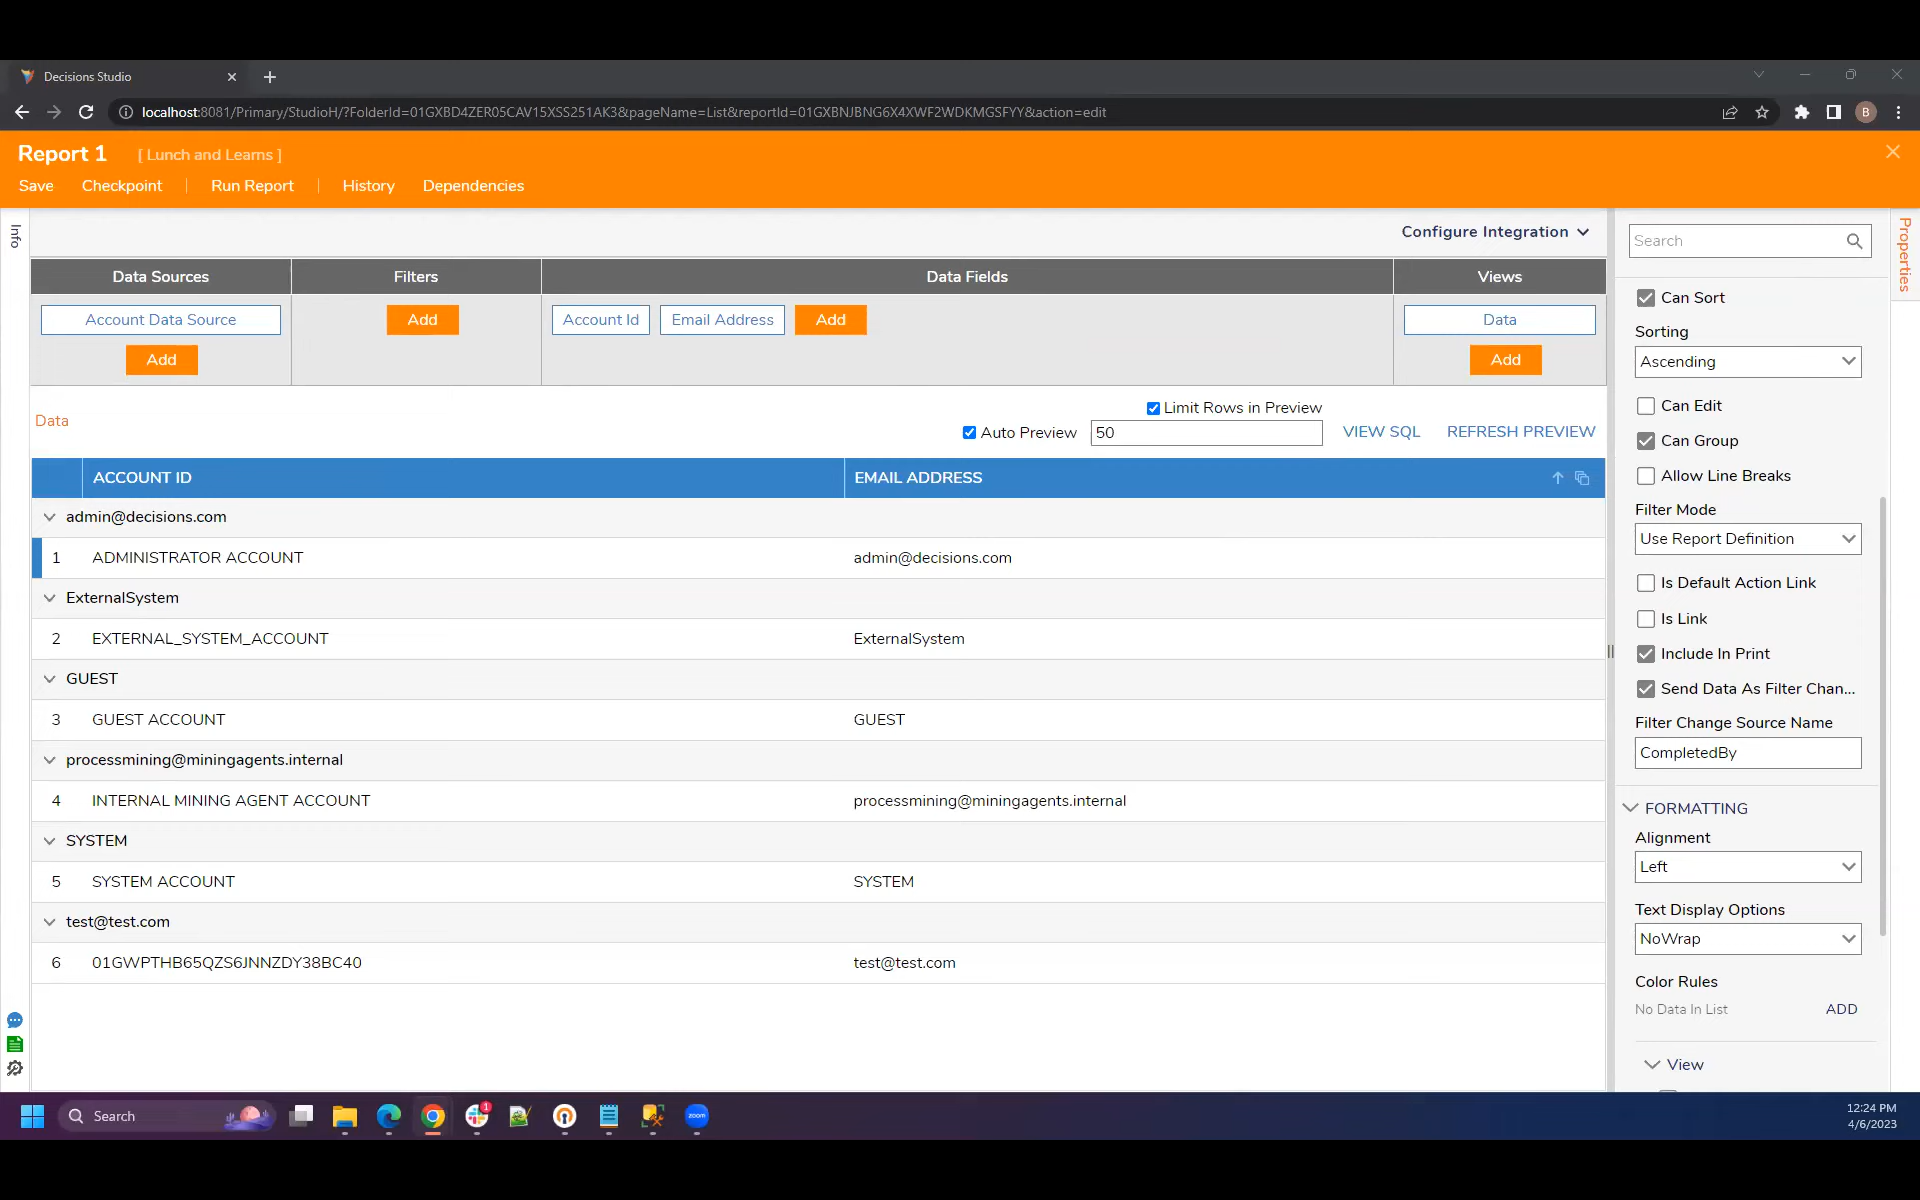 Decisions Studio
localhost:8081/Primary/StudioH/?FolderId=01GXBD4ZER05CAV15XSS251AK3&pageName=List&reportId=01GXBNJBNG6X4XWF2WDKMGSFYY&action=edit
B
Report 1 [ Lunch and Learns ]
Save Checkpoint | Run Report | History Dependencies
Info
Configure Integration
Data Sources Filters Data Fields Views
Account Data Source Add Account Id Email Address Add Data
Add Add
Data
Limit Rows in Preview
Auto Preview 50 VIEW SQL REFRESH PREVIEW
ACCOUNT ID EMAIL ADDRESS
admin@decisions.com
1 ADMINISTRATOR ACCOUNT admin@decisions.com
ExternalSystem
2 EXTERNAL_SYSTEM_ACCOUNT ExternalSystem
GUEST
3 GUEST ACCOUNT GUEST
processmining@miningagents.internal
4 INTERNAL MINING AGENT ACCOUNT processmining@miningagents.internal
SYSTEM
5 SYSTEM ACCOUNT SYSTEM
test@test.com
6 01GWPTHB65QZS6JNNZDY38BC40 test@test.com
Properties
Search
Can Sort
Sorting
Ascending
Can Edit
Can Group
Allow Line Breaks
Filter Mode
Use Report Definition
Is Default Action Link
Is Link
Include In Print
Send Data As Filter Chan...
Filter Change Source Name
CompletedBy
FORMATTING
Alignment
Left
Text Display Options
NoWrap
Color Rules
No Data In List ADD
View
Search
1
zoom
12:24 PM
4/6/2023